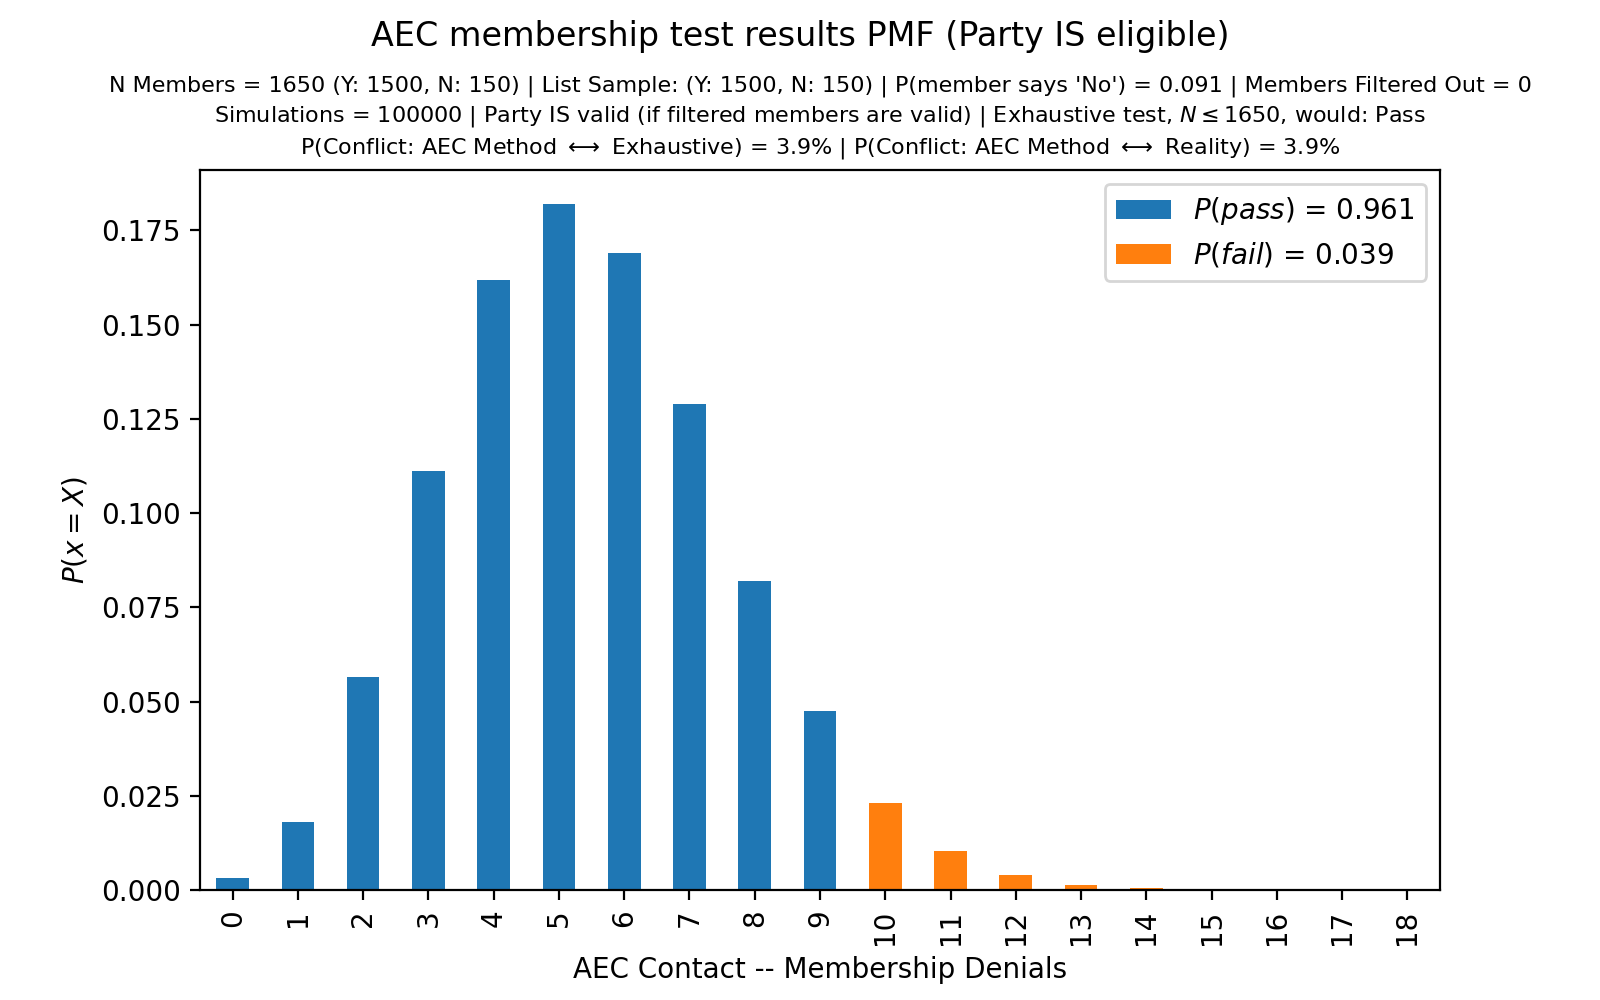 AEC membership test results PMF (Party IS eligible)
N Members = 1650 (Y: 1500, N: 150) | List Sample: (Y: 1500, N: 150) | P(member says 'No') = 0.091 | Members Filtered Out = 0
Simulations = 100000 | Party IS valid (if filtered members are valid) | Exhaustive test, N ≤ 1650, would: Pass
P(Conflict: AEC Method ⟷ Exhaustive) = 3.9% | P(Conflict: AEC Method ⟷ Reality) = 3.9%
P(pass) = 0.961
P(fail) = 0.039
0.175
0.150
0.125
0.100
0.075
0.050
0.025
0.000
P(x = X)
0 1 2 3 4 5 6 7 8 9 10 11 12 13 14 15 16 17 18
AEC Contact -- Membership Denials